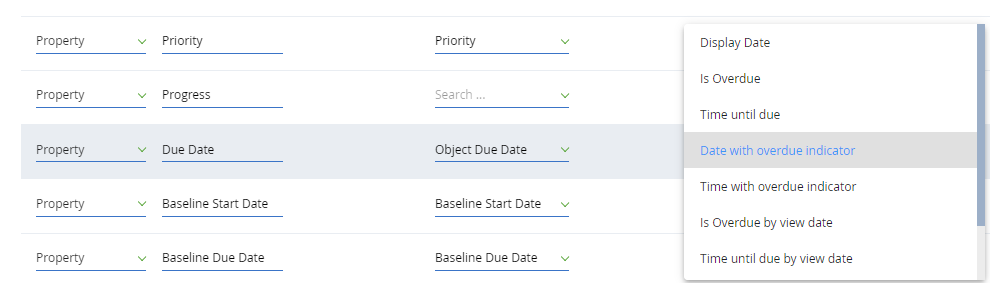 Property Priority Priority
Property Progress Search ...
Property Due Date Object Due Date
Property Baseline Start Date Baseline Start Date
Property Baseline Due Date Baseline Due Date
Display Date
Is Overdue
Time until due
Date with overdue indicator
Time with overdue indicator
Is Overdue by view date
Time until due by view date